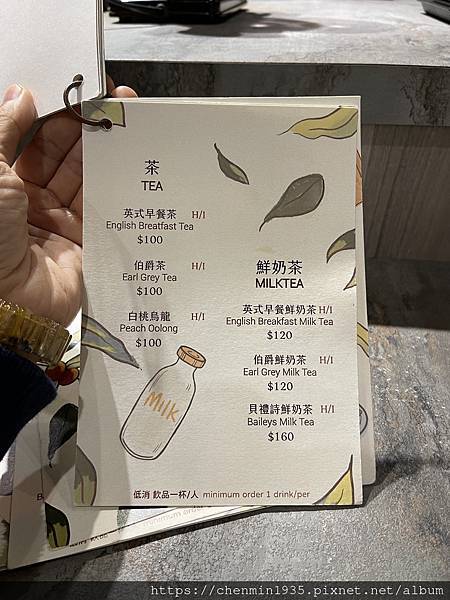 茶
TEA
英式早餐茶 H/I
English Breatfast Tea
$100
伯爵茶 H/I
Earl Grey Tea
$100
白桃烏龍 H/I
Peach Oolong
$100
鮮奶茶
MILKTEA
英式早餐鮮奶茶 H/I
English Breakfast Milk Tea
$120
伯爵鮮奶茶 H/I
Earl Grey Milk Tea
$120
貝禮詩鮮奶茶 H/I
Baileys Milk Tea
$160
Milk
低消 飲品一杯/人 minimum order 1 drink/per
https://chenmin1935.pixnet.net/album